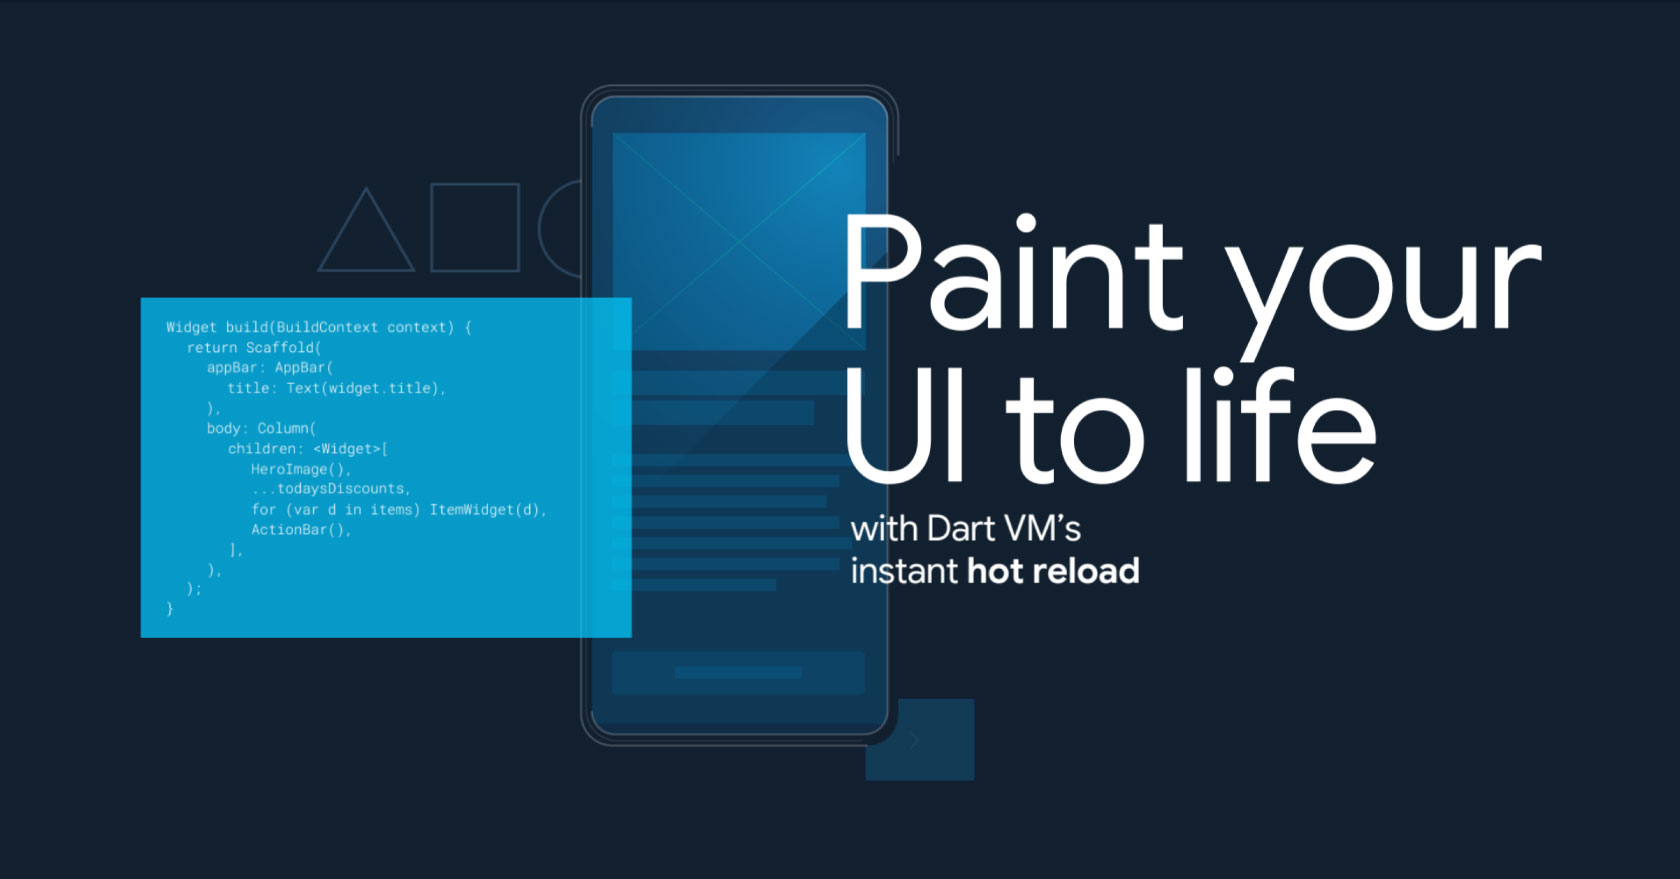 Widget build(BuildContext context) {
return Scaffold(
appBar: AppBar(
title: Text(widget.title),
),
body: Column(
children: <Widget>[
HeroImage(),
...todaysDiscounts,
for (var d in items) ItemWidget(d),
ActionBar(),
],
),
);
}
Paint your
UI to life
with Dart VM’s
instant hot reload